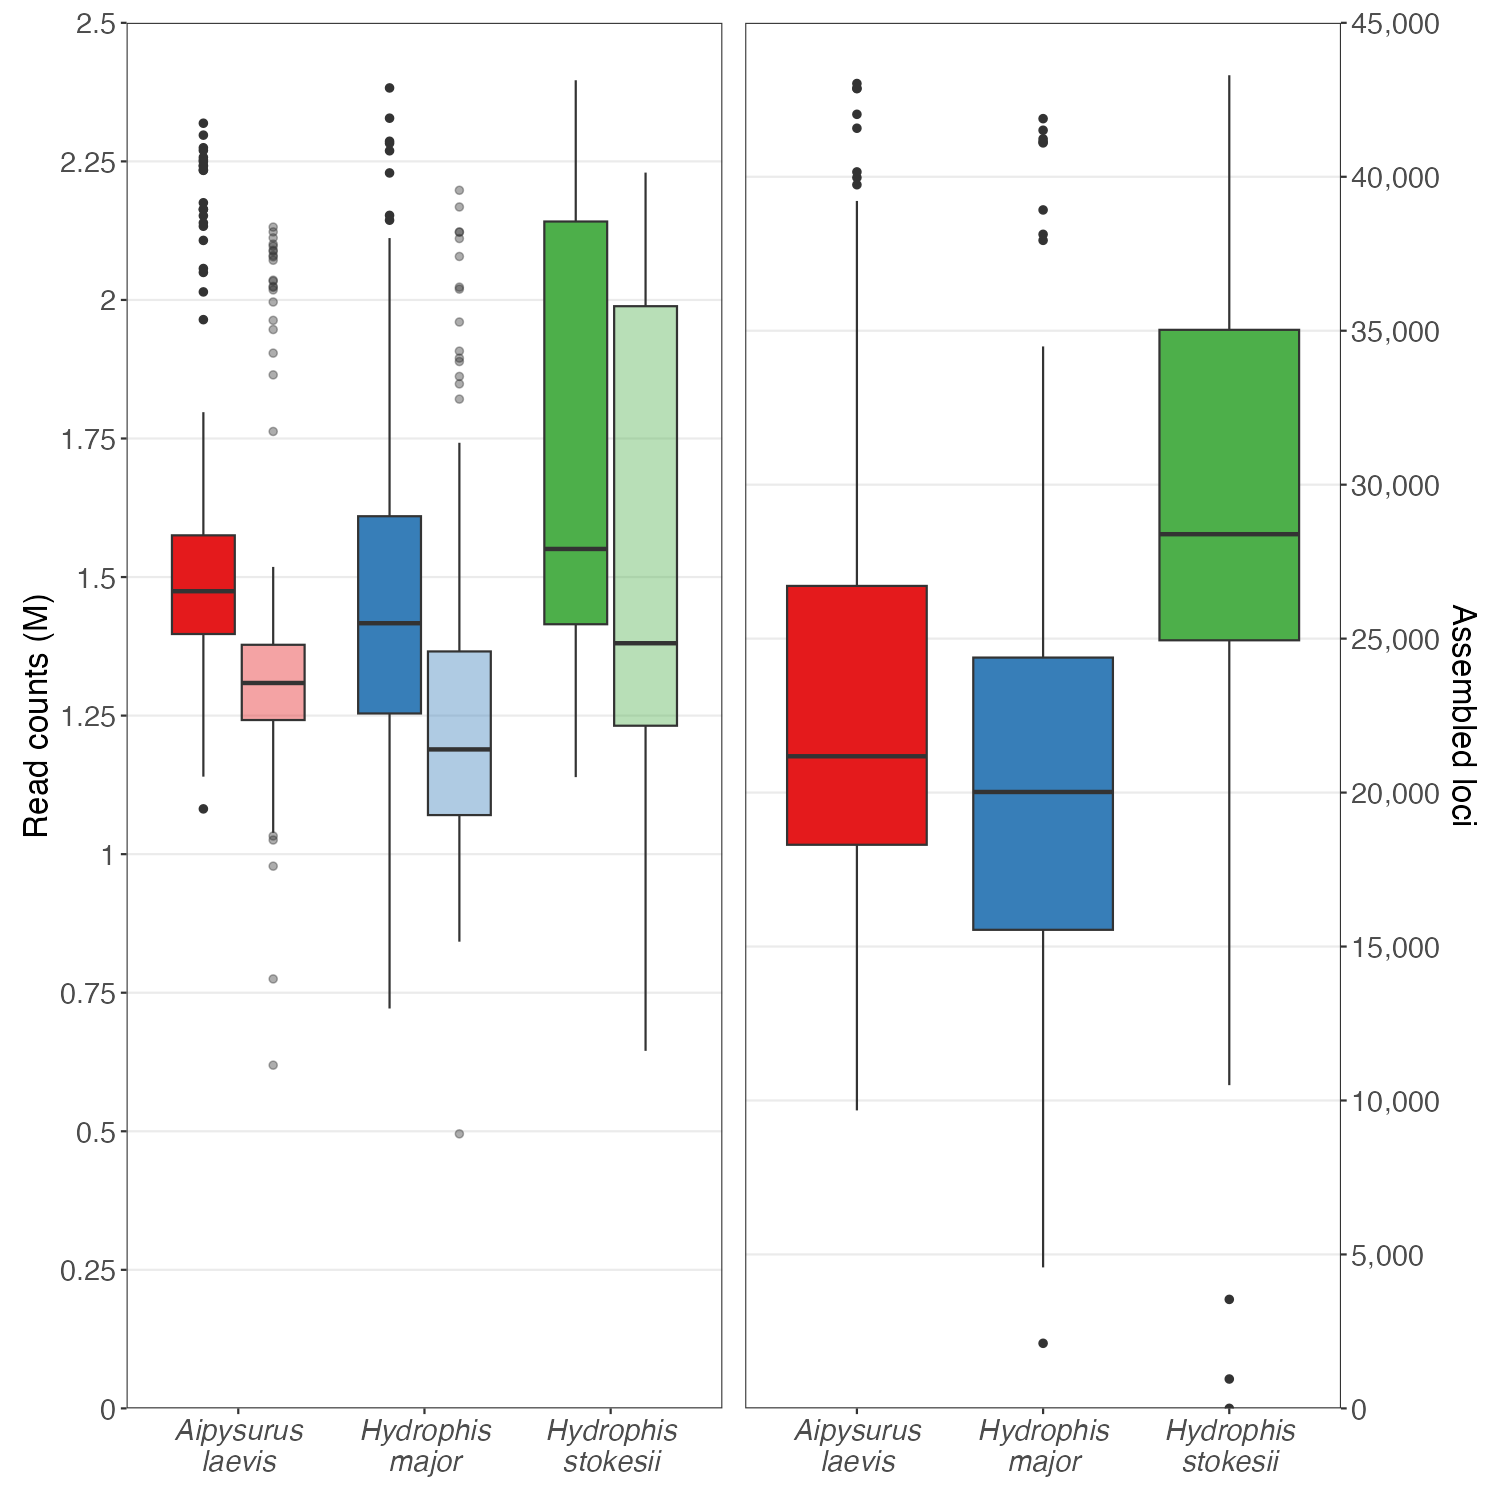 Read counts (M)
2.5
2.25
2
1.75
1.5
1.25
1
0.75
0.5
0.25
0
Aipysurus
laevis
Hydrophis
major
Hydrophis
stokesii
Aipysurus
laevis
Hydrophis
major
Hydrophis
stokesii
45,000
40,000
35,000
30,000
25,000
20,000
15,000
10,000
5,000
0
Assembled loci